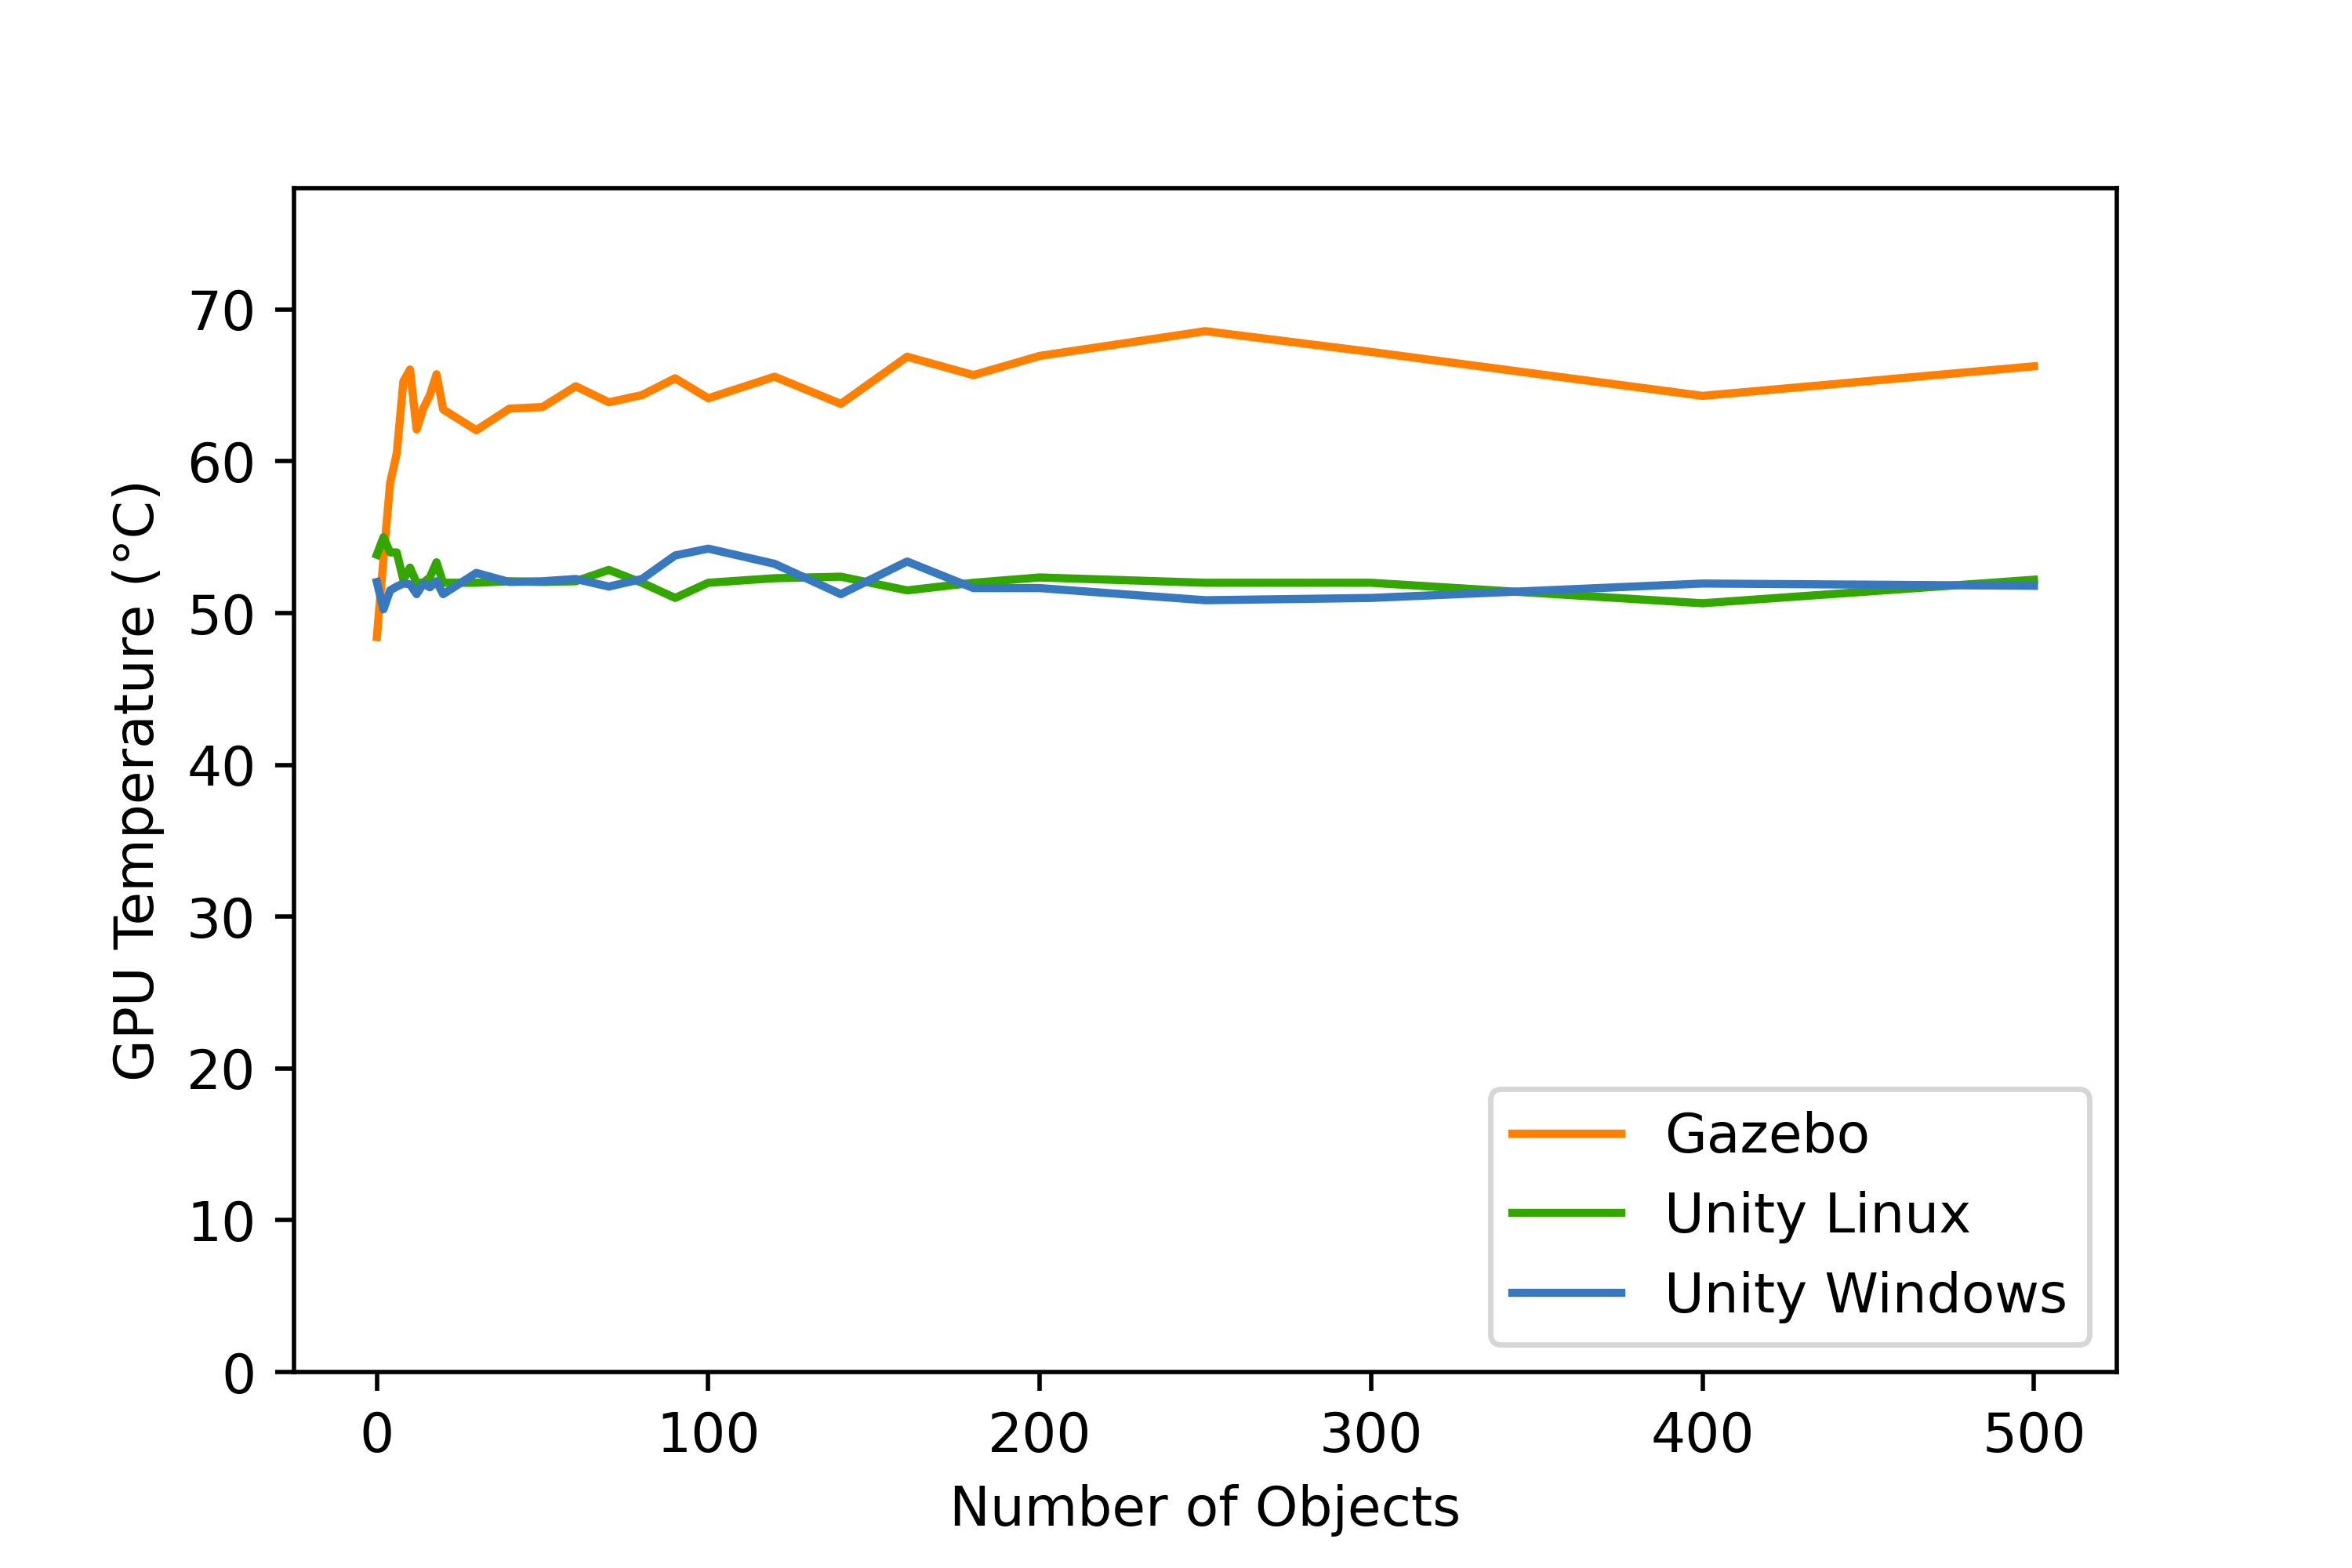 70
60
50
40
30
20
10
0
GPU Temperature (°C)
0 100 200 300 400 500
Number of Objects
Gazebo
Unity Linux
Unity Windows